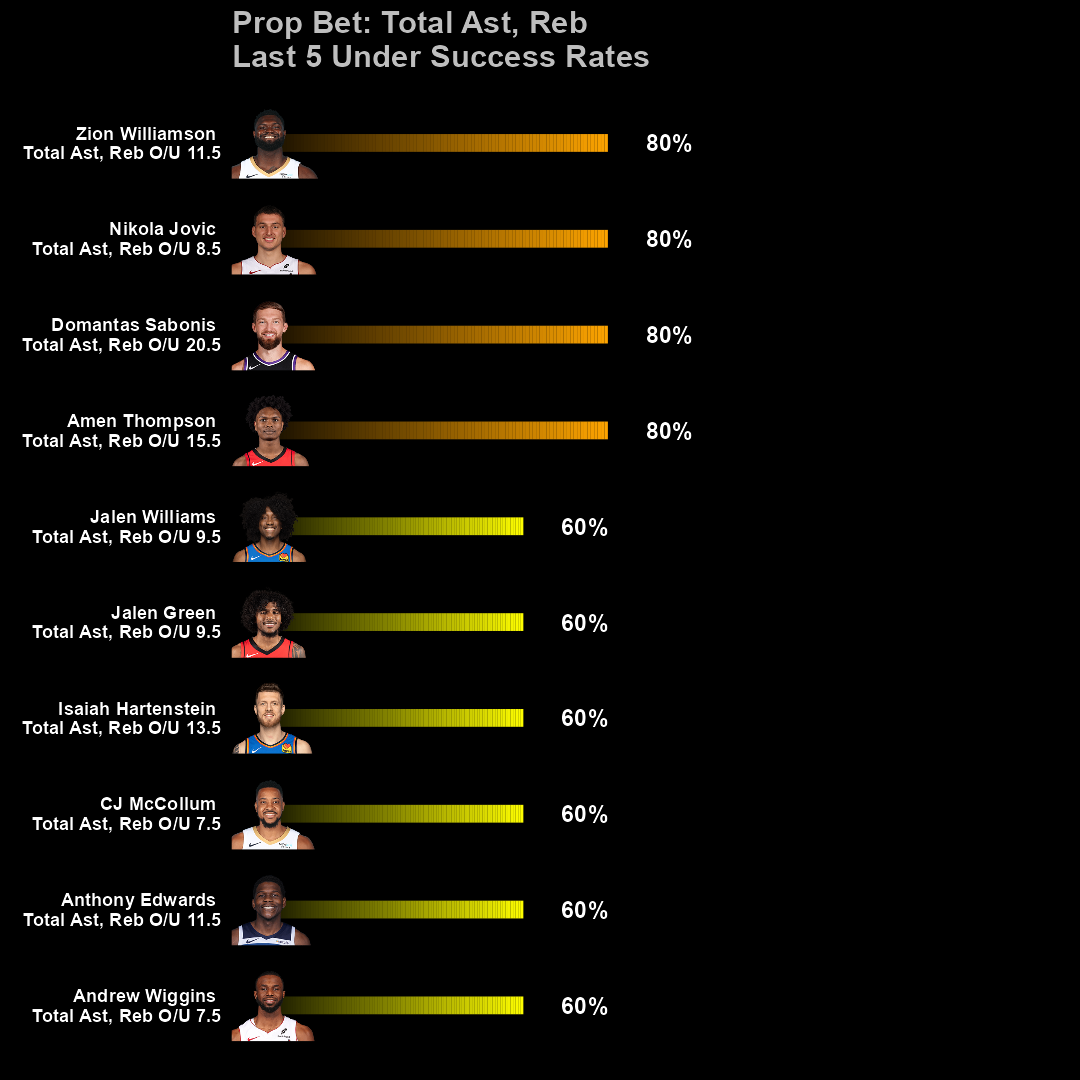 Prop Bet: Total Ast, Reb
Last 5 Under Success Rates
Zion Williamson
Total Ast, Reb O/U 11.5
80%
Nikola Jovic
Total Ast, Reb O/U 8.5
80%
Domantas Sabonis
Total Ast, Reb O/U 20.5
80%
Amen Thompson
Total Ast, Reb O/U 15.5
80%
Jalen Williams
Total Ast, Reb O/U 9.5
60%
Jalen Green
Total Ast, Reb O/U 9.5
60%
Isaiah Hartenstein
Total Ast, Reb O/U 13.5
60%
CJ McCollum
Total Ast, Reb O/U 7.5
60%
Anthony Edwards
Total Ast, Reb O/U 11.5
60%
Andrew Wiggins
Total Ast, Reb O/U 7.5
60%